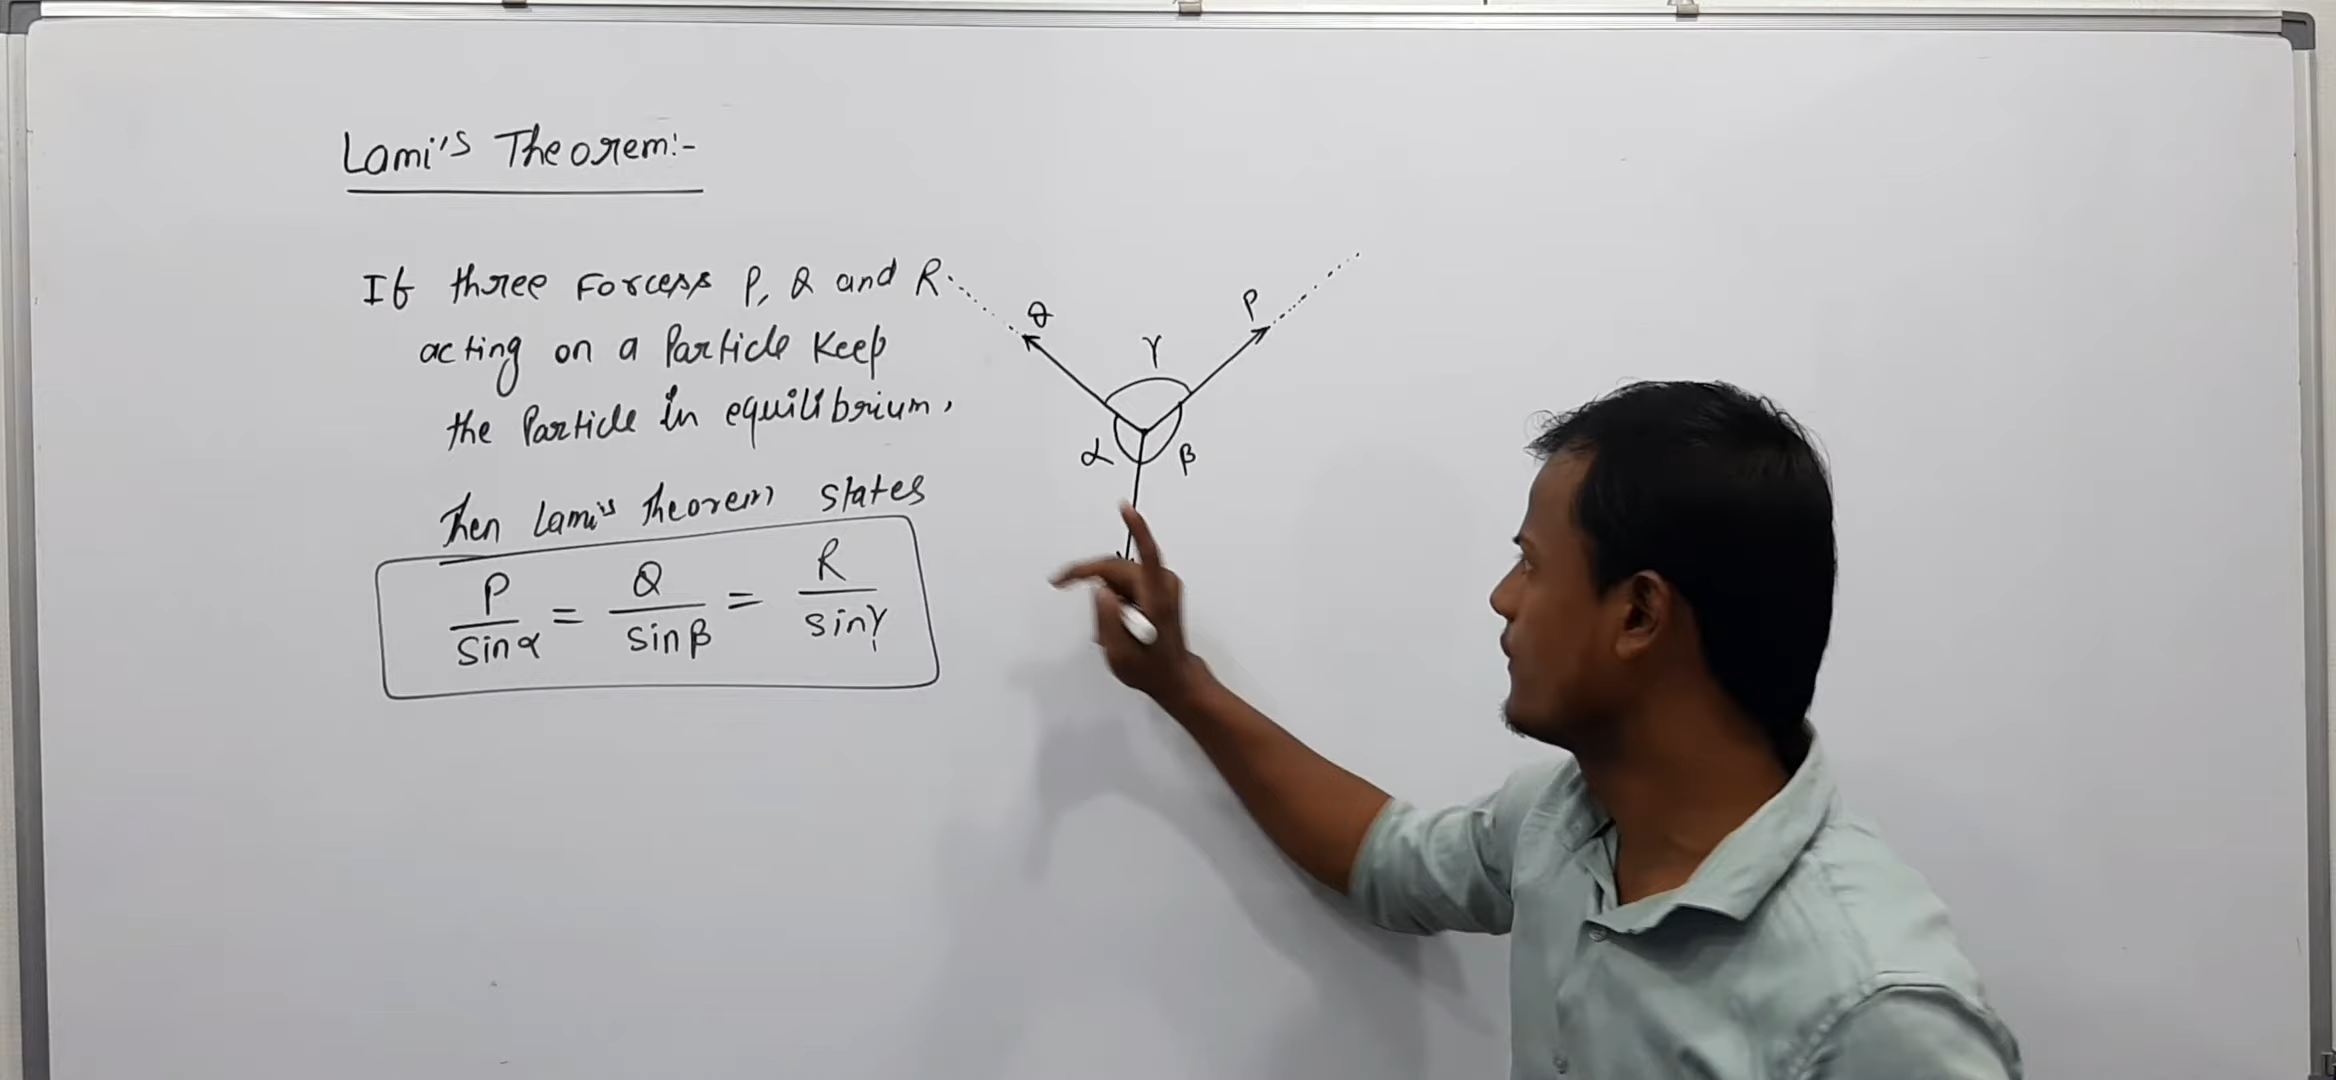 Lami's Theorem:-
If three Forcess P, Q and R
acting on a Particle Keep
the Particle in equilibrium,
Then Lami's Theorem states
P/sinα = Q/sinβ = R/sinγ
Q
P
γ
α
β